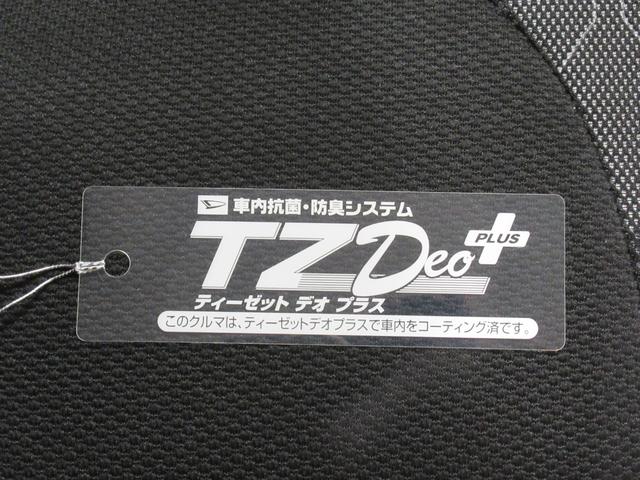 車内抗菌・防臭システム
TZDeo PLUS
ティーゼット デオ プラス
このクルマは、ティーゼットデオプラスで車内をコーティング済です。